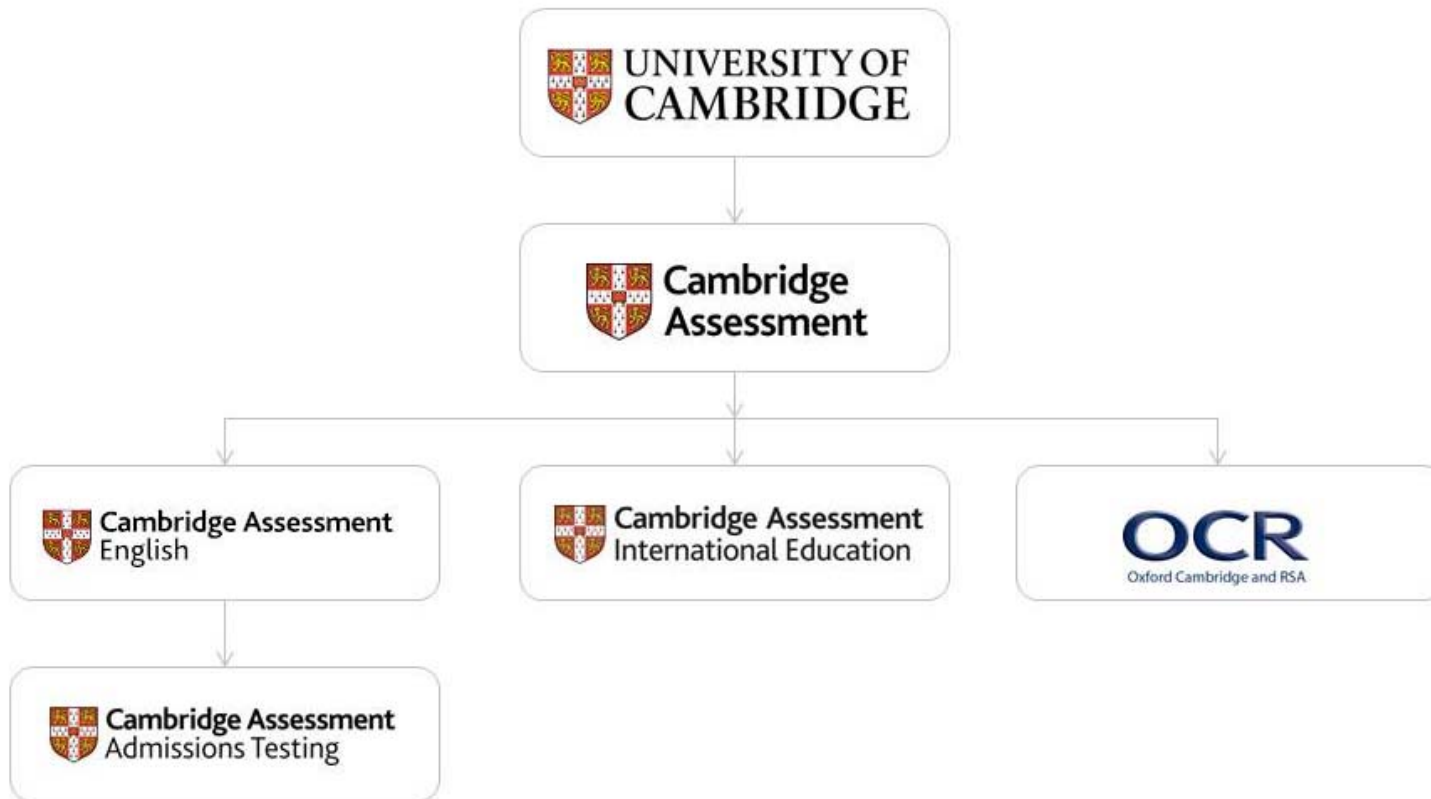 UNIVERSITY OF
CAMBRIDGE
Cambridge
Assessment
Cambridge Assessment
English
Cambridge Assessment
International Education
OCR
Oxford Cambridge and RSA
Cambridge Assessment
Admissions Testing